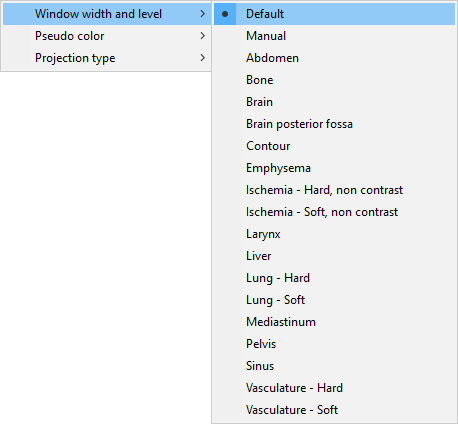 Window width and level
Pseudo color
Projection type
Default
Manual
Abdomen
Bone
Brain
Brain posterior fossa
Contour
Emphysema
Ischemia - Hard, non contrast
Ischemia - Soft, non contrast
Larynx
Liver
Lung - Hard
Lung - Soft
Mediastinum
Pelvis
Sinus
Vasculature - Hard
Vasculature - Soft